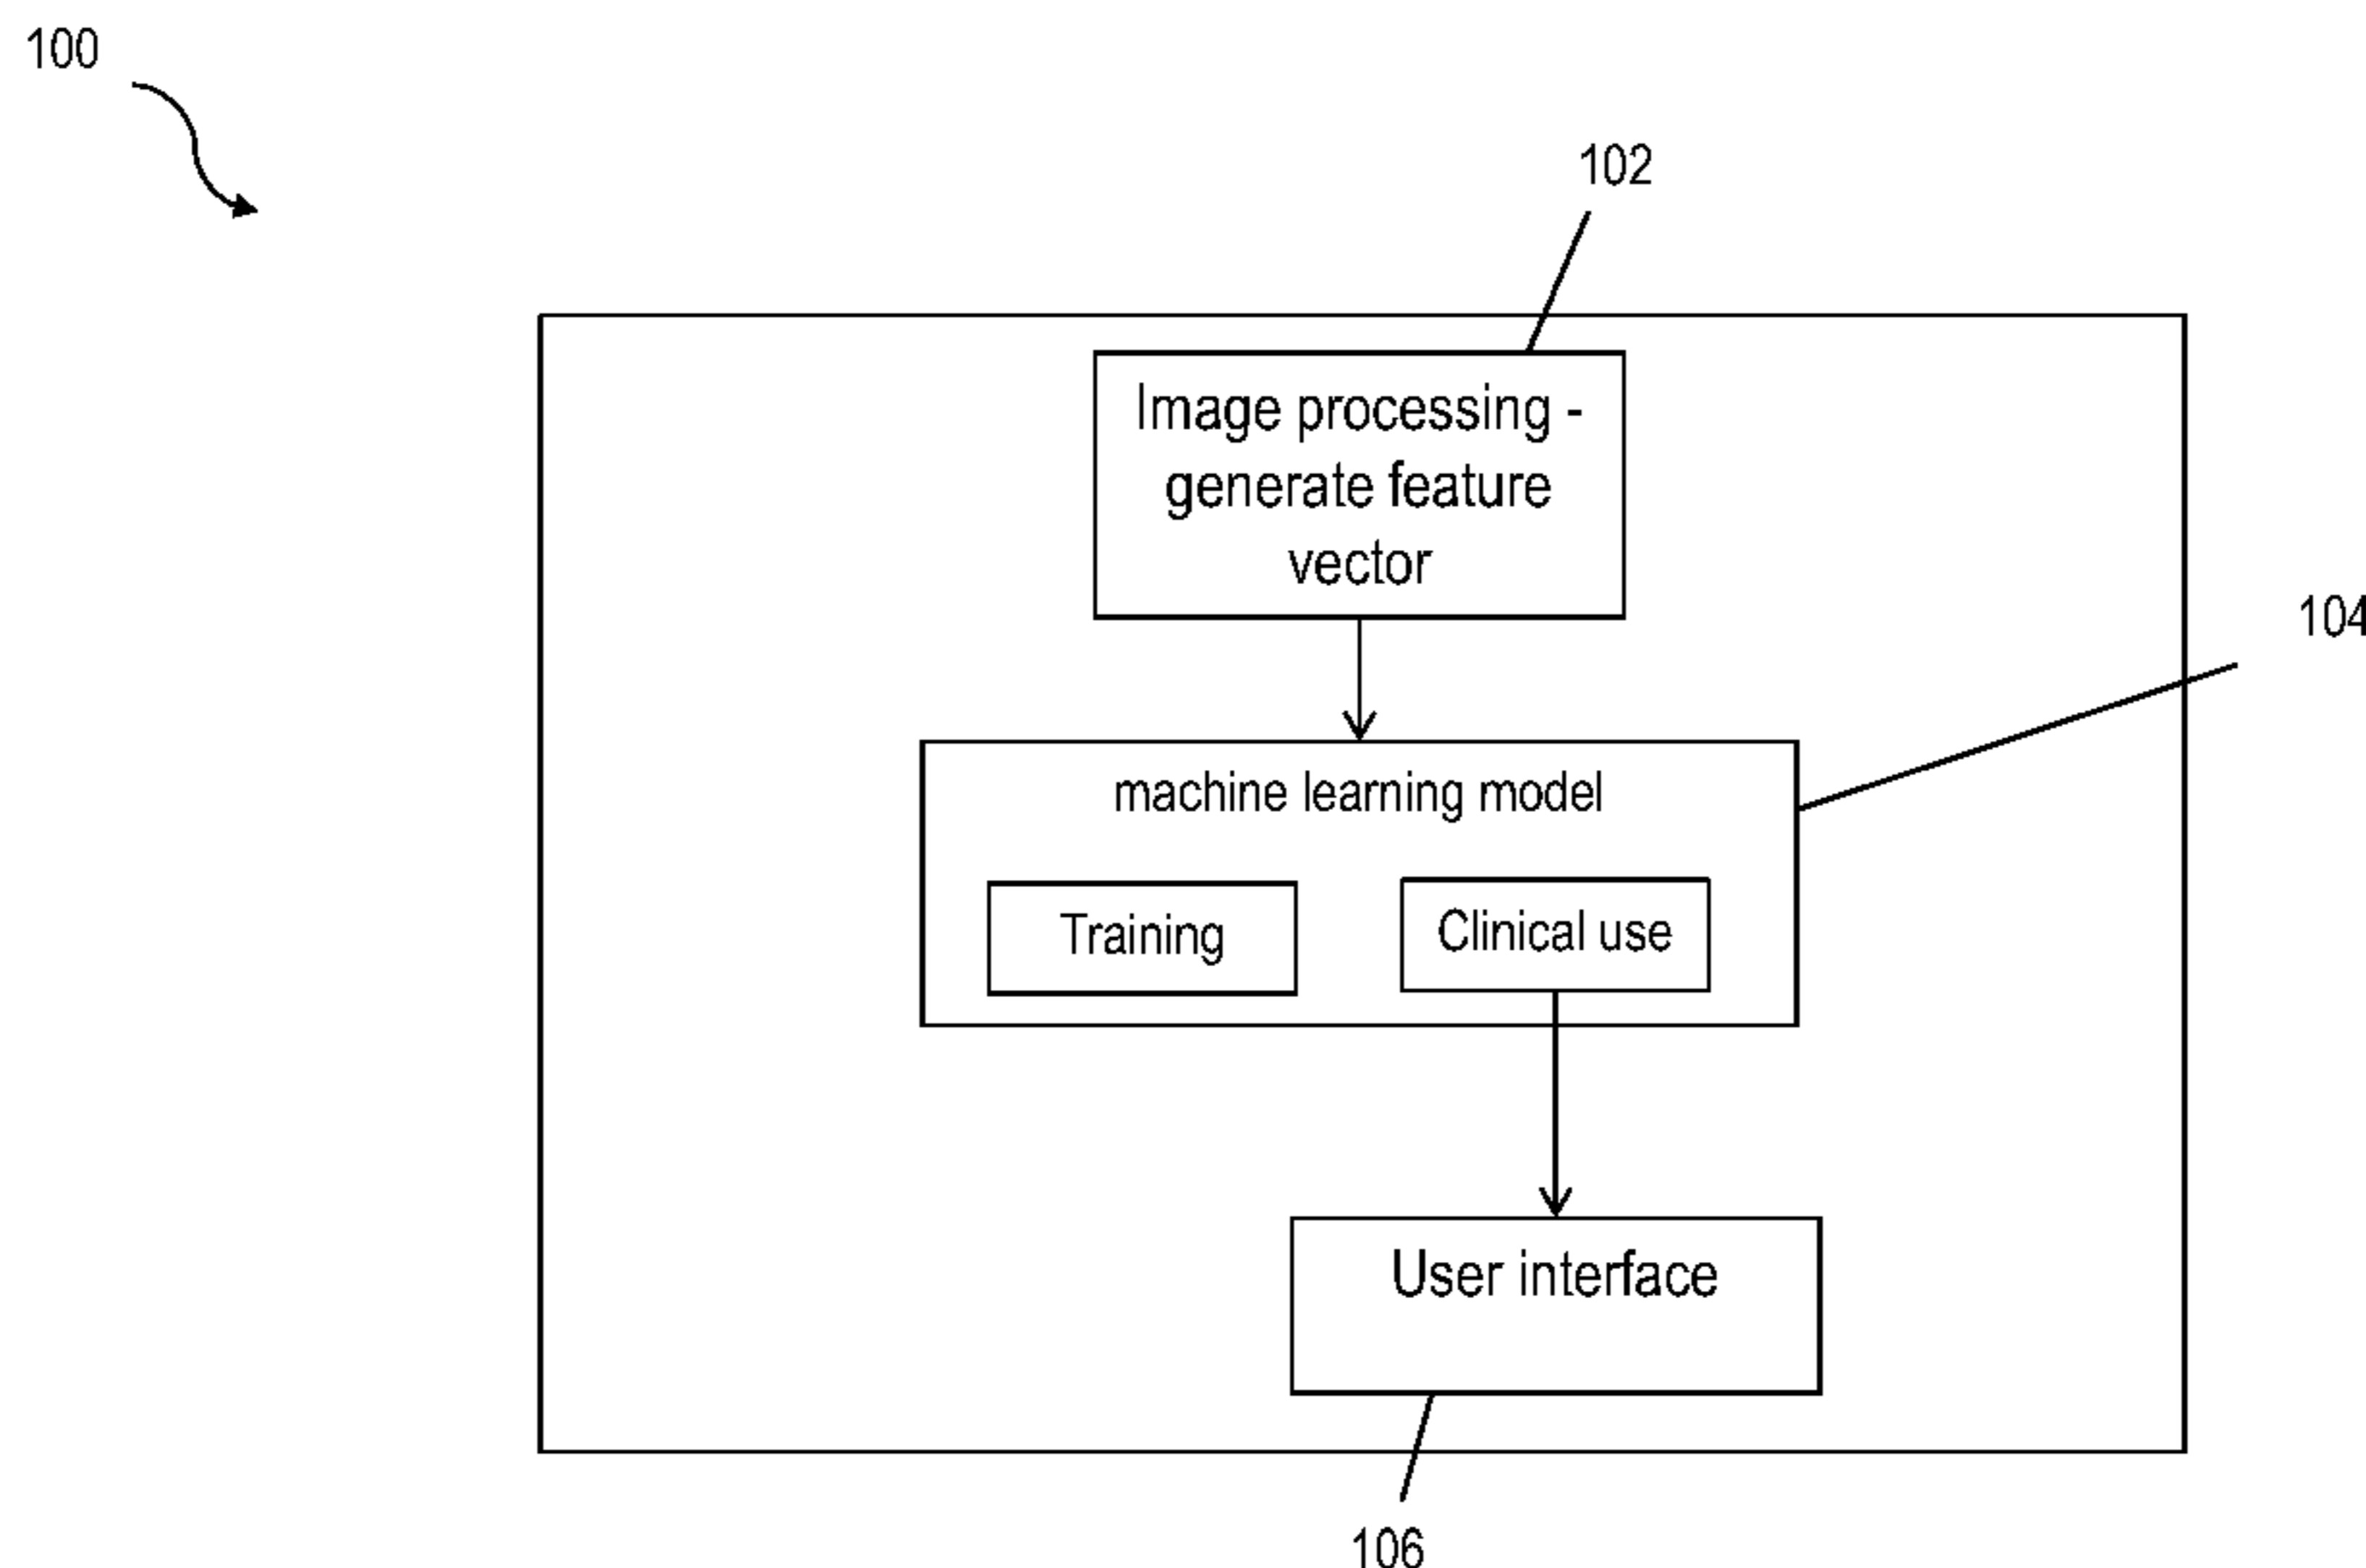 100
102
Image processing -
generate feature
vector
104
machine learning model
Training
Clinical use
User interface
106